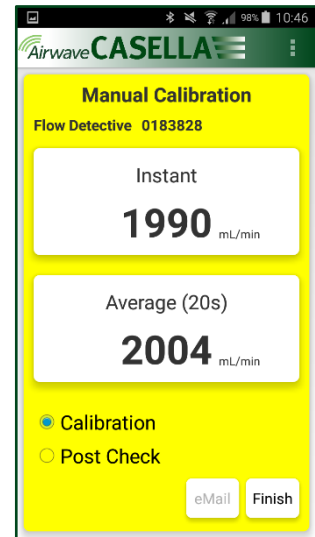 98% 10:46
Airwave CASELLA
Manual Calibration
Flow Detective 0183828
Instant
1990 mL/min
Average (20s)
2004 mL/min
Calibration
Post Check
eMail Finish